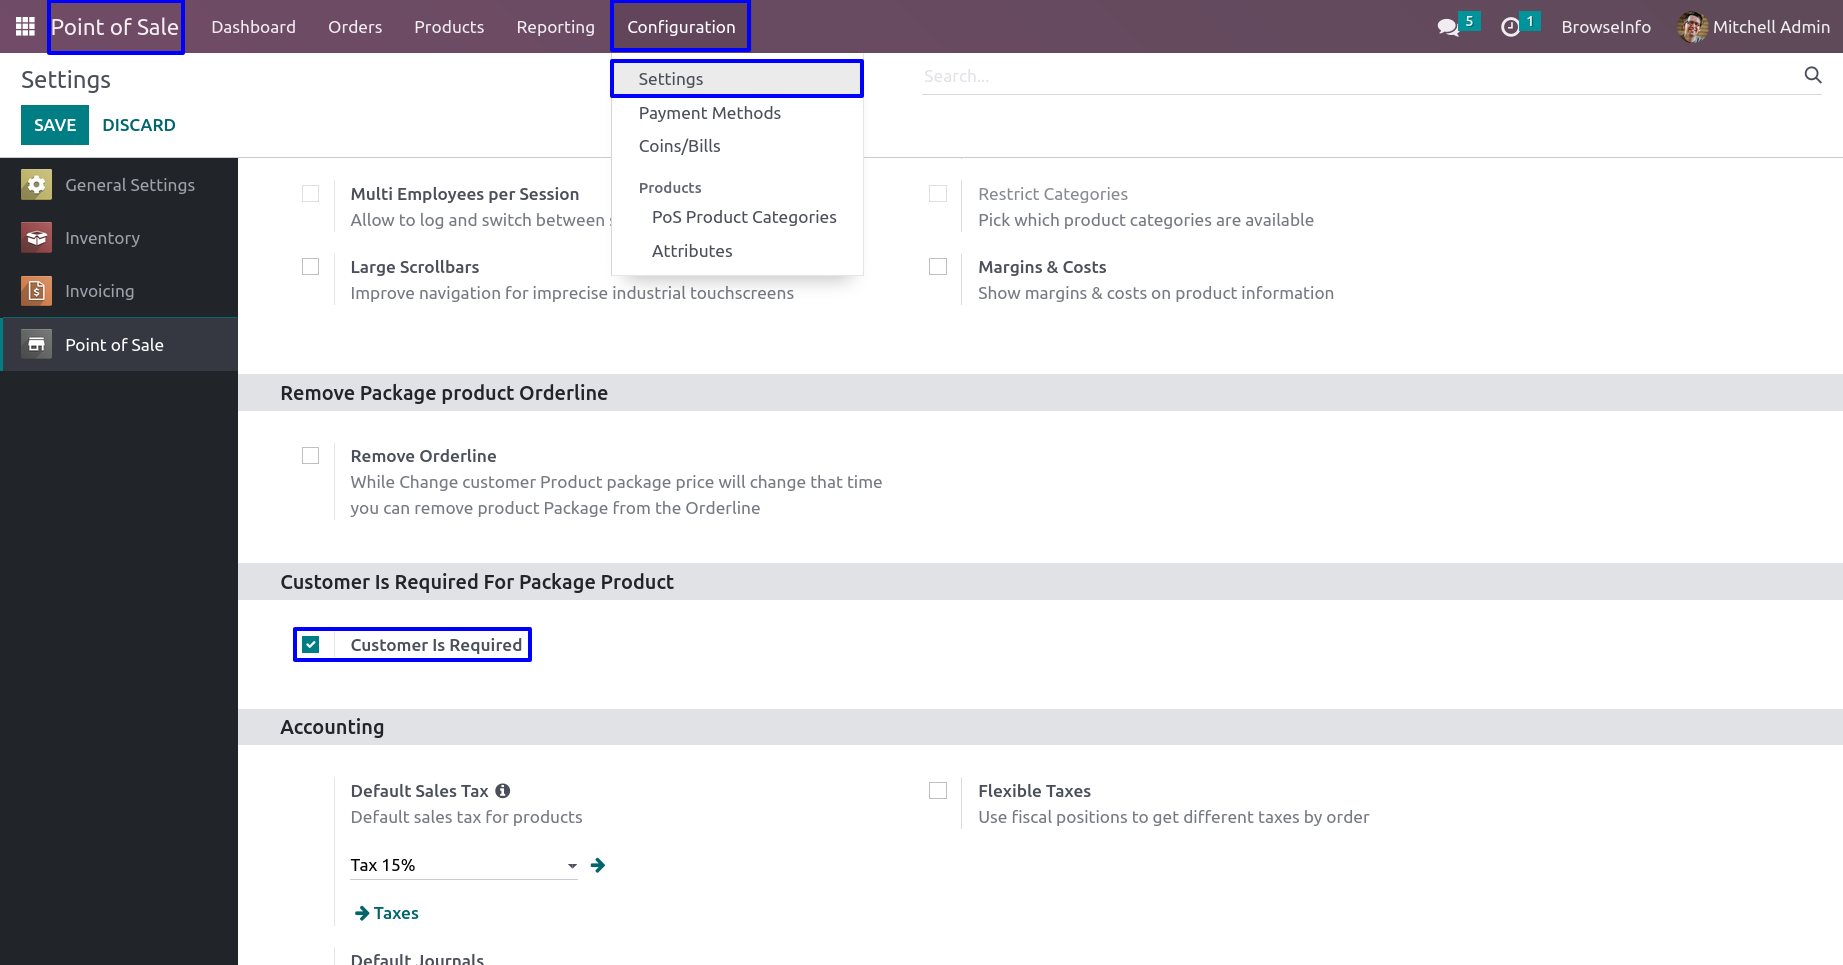 Point of Sale Dashboard Orders Products Reporting Configuration 5 1 BrowseInfo Mitchell Admin
Settings
Search...
SAVE DISCARD
Settings
Payment Methods
Coins/Bills
Products
PoS Product Categories
Attributes
General Settings
Inventory
Invoicing
Point of Sale
Multi Employees per Session
Allow to log and switch between
Restrict Categories
Pick which product categories are available
Large Scrollbars
Improve navigation for imprecise industrial touchscreens
Margins & Costs
Show margins & costs on product information
Remove Package product Orderline
Remove Orderline
While Change customer Product package price will change that time
you can remove product Package from the Orderline
Customer Is Required For Package Product
Customer Is Required
Accounting
Default Sales Tax
Default sales tax for products
Tax 15%
Taxes
Flexible Taxes
Use fiscal positions to get different taxes by order
Default Journals